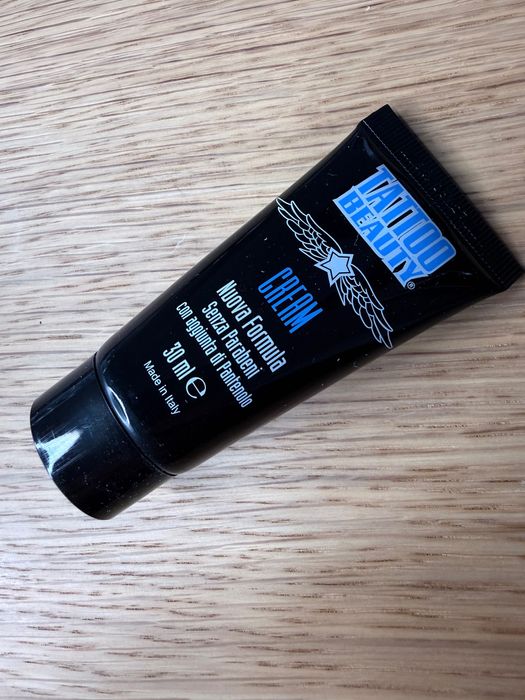 TATTOO
BEAUTY®
CREAM
Nuova Formula
Senza Parabeni
con aggiunta di Pantenolo
30 ml ℮
Made in Italy